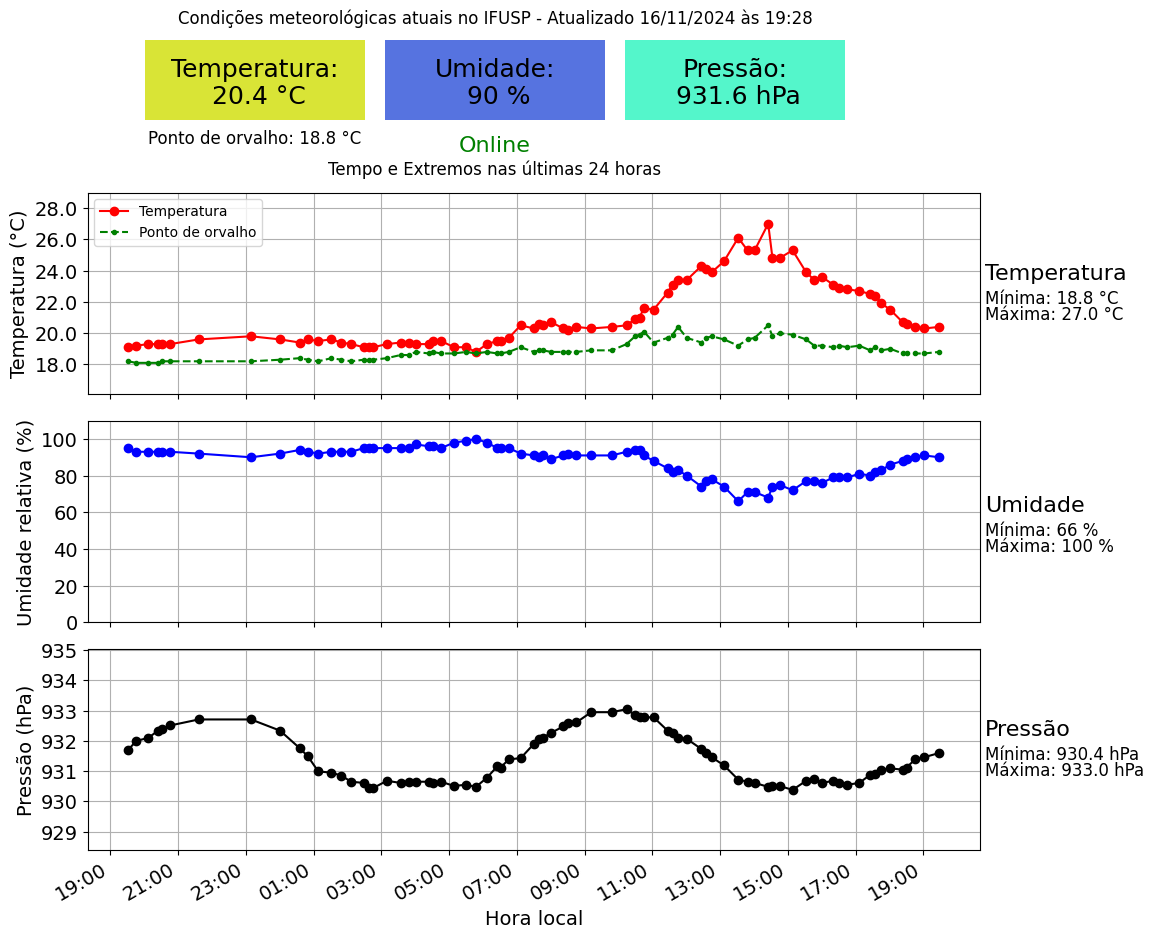 Condições meteorológicas atuais no IFUSP - Atualizado 16/11/2024 às 19:28
Temperatura:
20.4 °C
Umidade:
90 %
Pressão:
931.6 hPa
Ponto de orvalho: 18.8 °C
Online
Tempo e Extremos nas últimas 24 horas
Temperatura (°C)
28.0
26.0
24.0
22.0
20.0
18.0
Temperatura
Ponto de orvalho
Temperatura
Mínima: 18.8 °C
Máxima: 27.0 °C
Umidade relativa (%)
100
80
60
40
20
0
Umidade
Mínima: 66 %
Máxima: 100 %
Pressão (hPa)
935
934
933
932
931
930
929
Pressão
Mínima: 930.4 hPa
Máxima: 933.0 hPa
19:00 21:00 23:00 01:00 03:00 05:00 07:00 09:00 11:00 13:00 15:00 17:00 19:00
Hora local